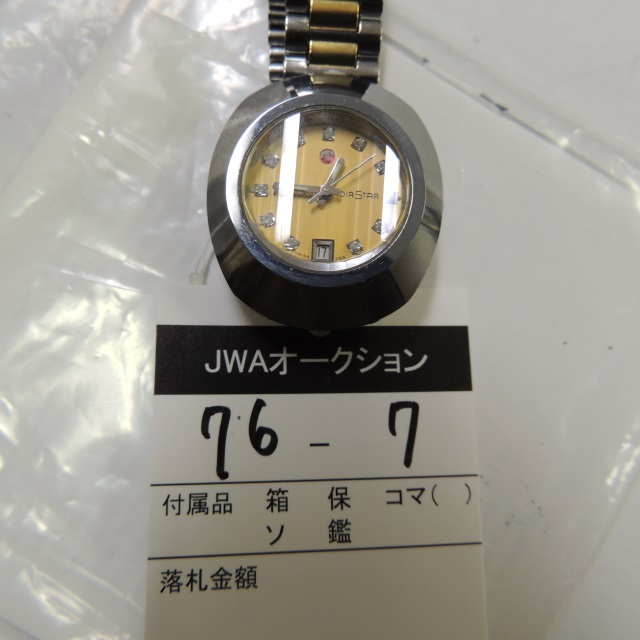 DIASTAR
17
JWAオークション
76 - 7
付属品 箱 保 コマ( )
ソ 鑑
落札金額